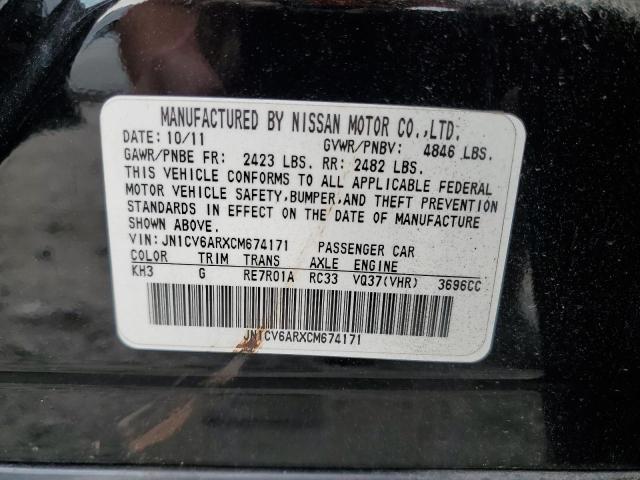 MANUFACTURED BY NISSAN MOTOR CO.,LTD.
DATE: 10/11 GVWR/PNBV: 4846 LBS.
GAWR/PNBE FR: 2423 LBS. RR: 2482 LBS.
THIS VEHICLE CONFORMS TO ALL APPLICABLE FEDERAL
MOTOR VEHICLE SAFETY,BUMPER,AND THEFT PREVENTION
STANDARDS IN EFFECT ON THE DATE OF MANUFACTURE
SHOWN ABOVE.
VIN: JN1CV6ARXCM674171 PASSENGER CAR
COLOR TRIM TRANS AXLE ENGINE
KH3 G RE7R01A RC33 VQ37(VHR) 3696CC
JN1CV6ARXCM674171